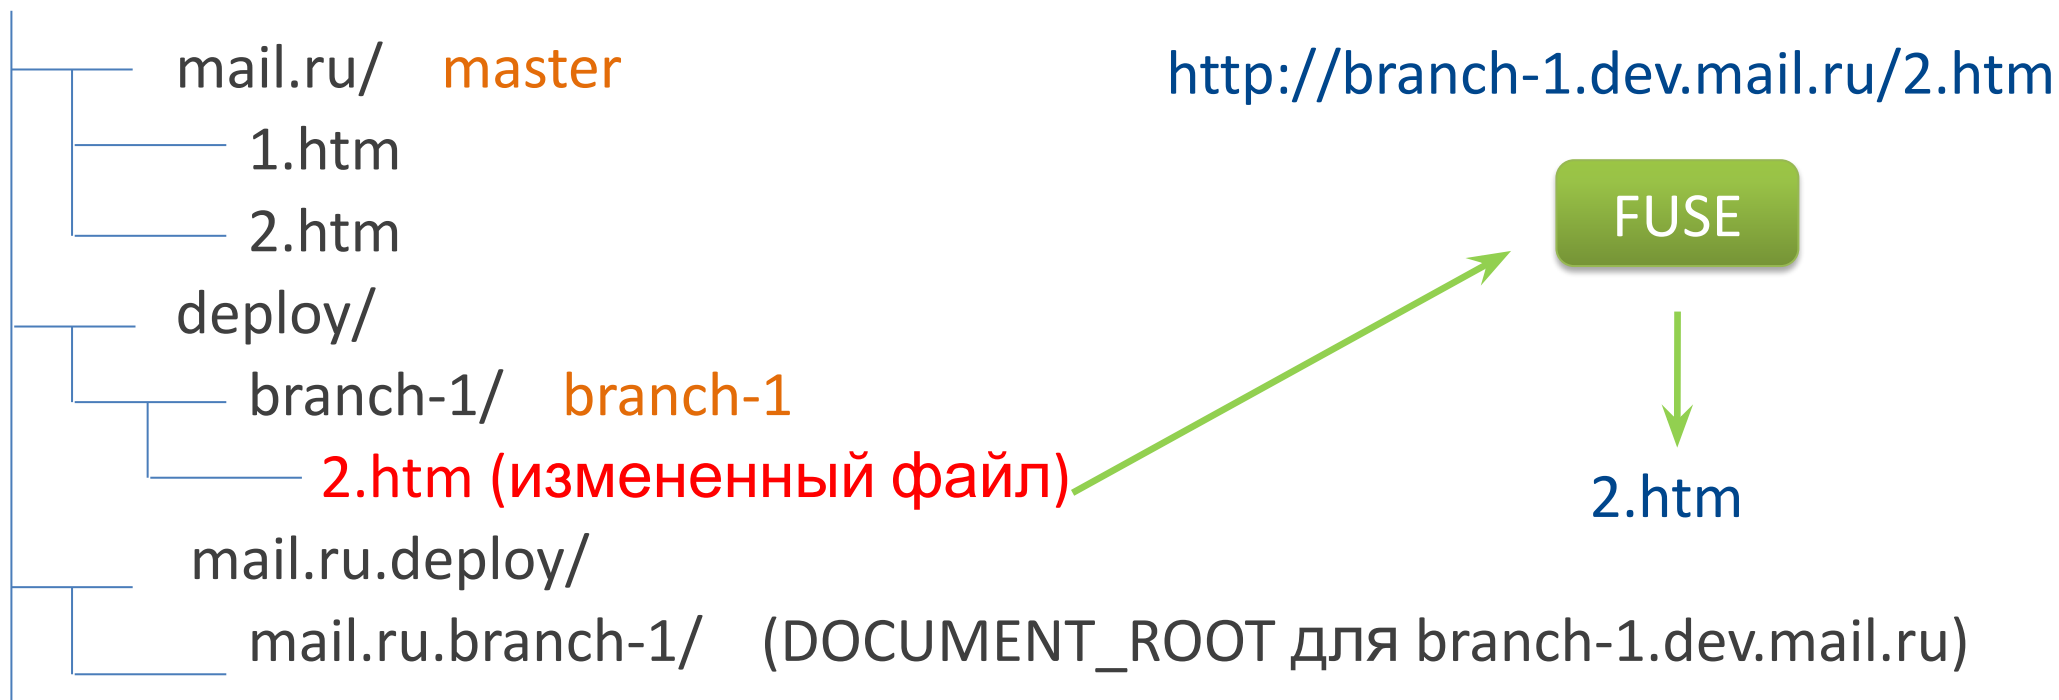 mail.ru/ master
1.htm
2.htm
deploy/
branch-1/ branch-1
2.htm (измененный файл)
mail.ru.deploy/
mail.ru.branch-1/ (DOCUMENT_ROOT для branch-1.dev.mail.ru)
http://branch-1.dev.mail.ru/2.htm
FUSE
2.htm